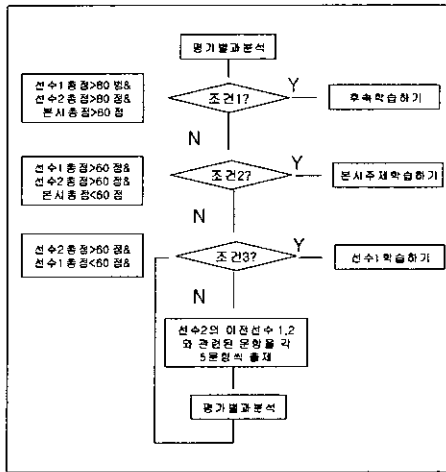 평가별과분석
선수1총점>80 범&
선수2총점>80 점&
본시총점>60 점
조건1?
Y
후속학습하기
N
선수1총점>60 점&
선수2총점>60 점&
본시총점<60 점
조건2?
Y
본시주제학습하기
N
선수2총점>60 점&
선수1총점<60 점&
조건3?
Y
선수1학습하기
N
선수2의 이전선수 1,2
와 관련된 문항을 각
5문형씩 출제
평가별과분석